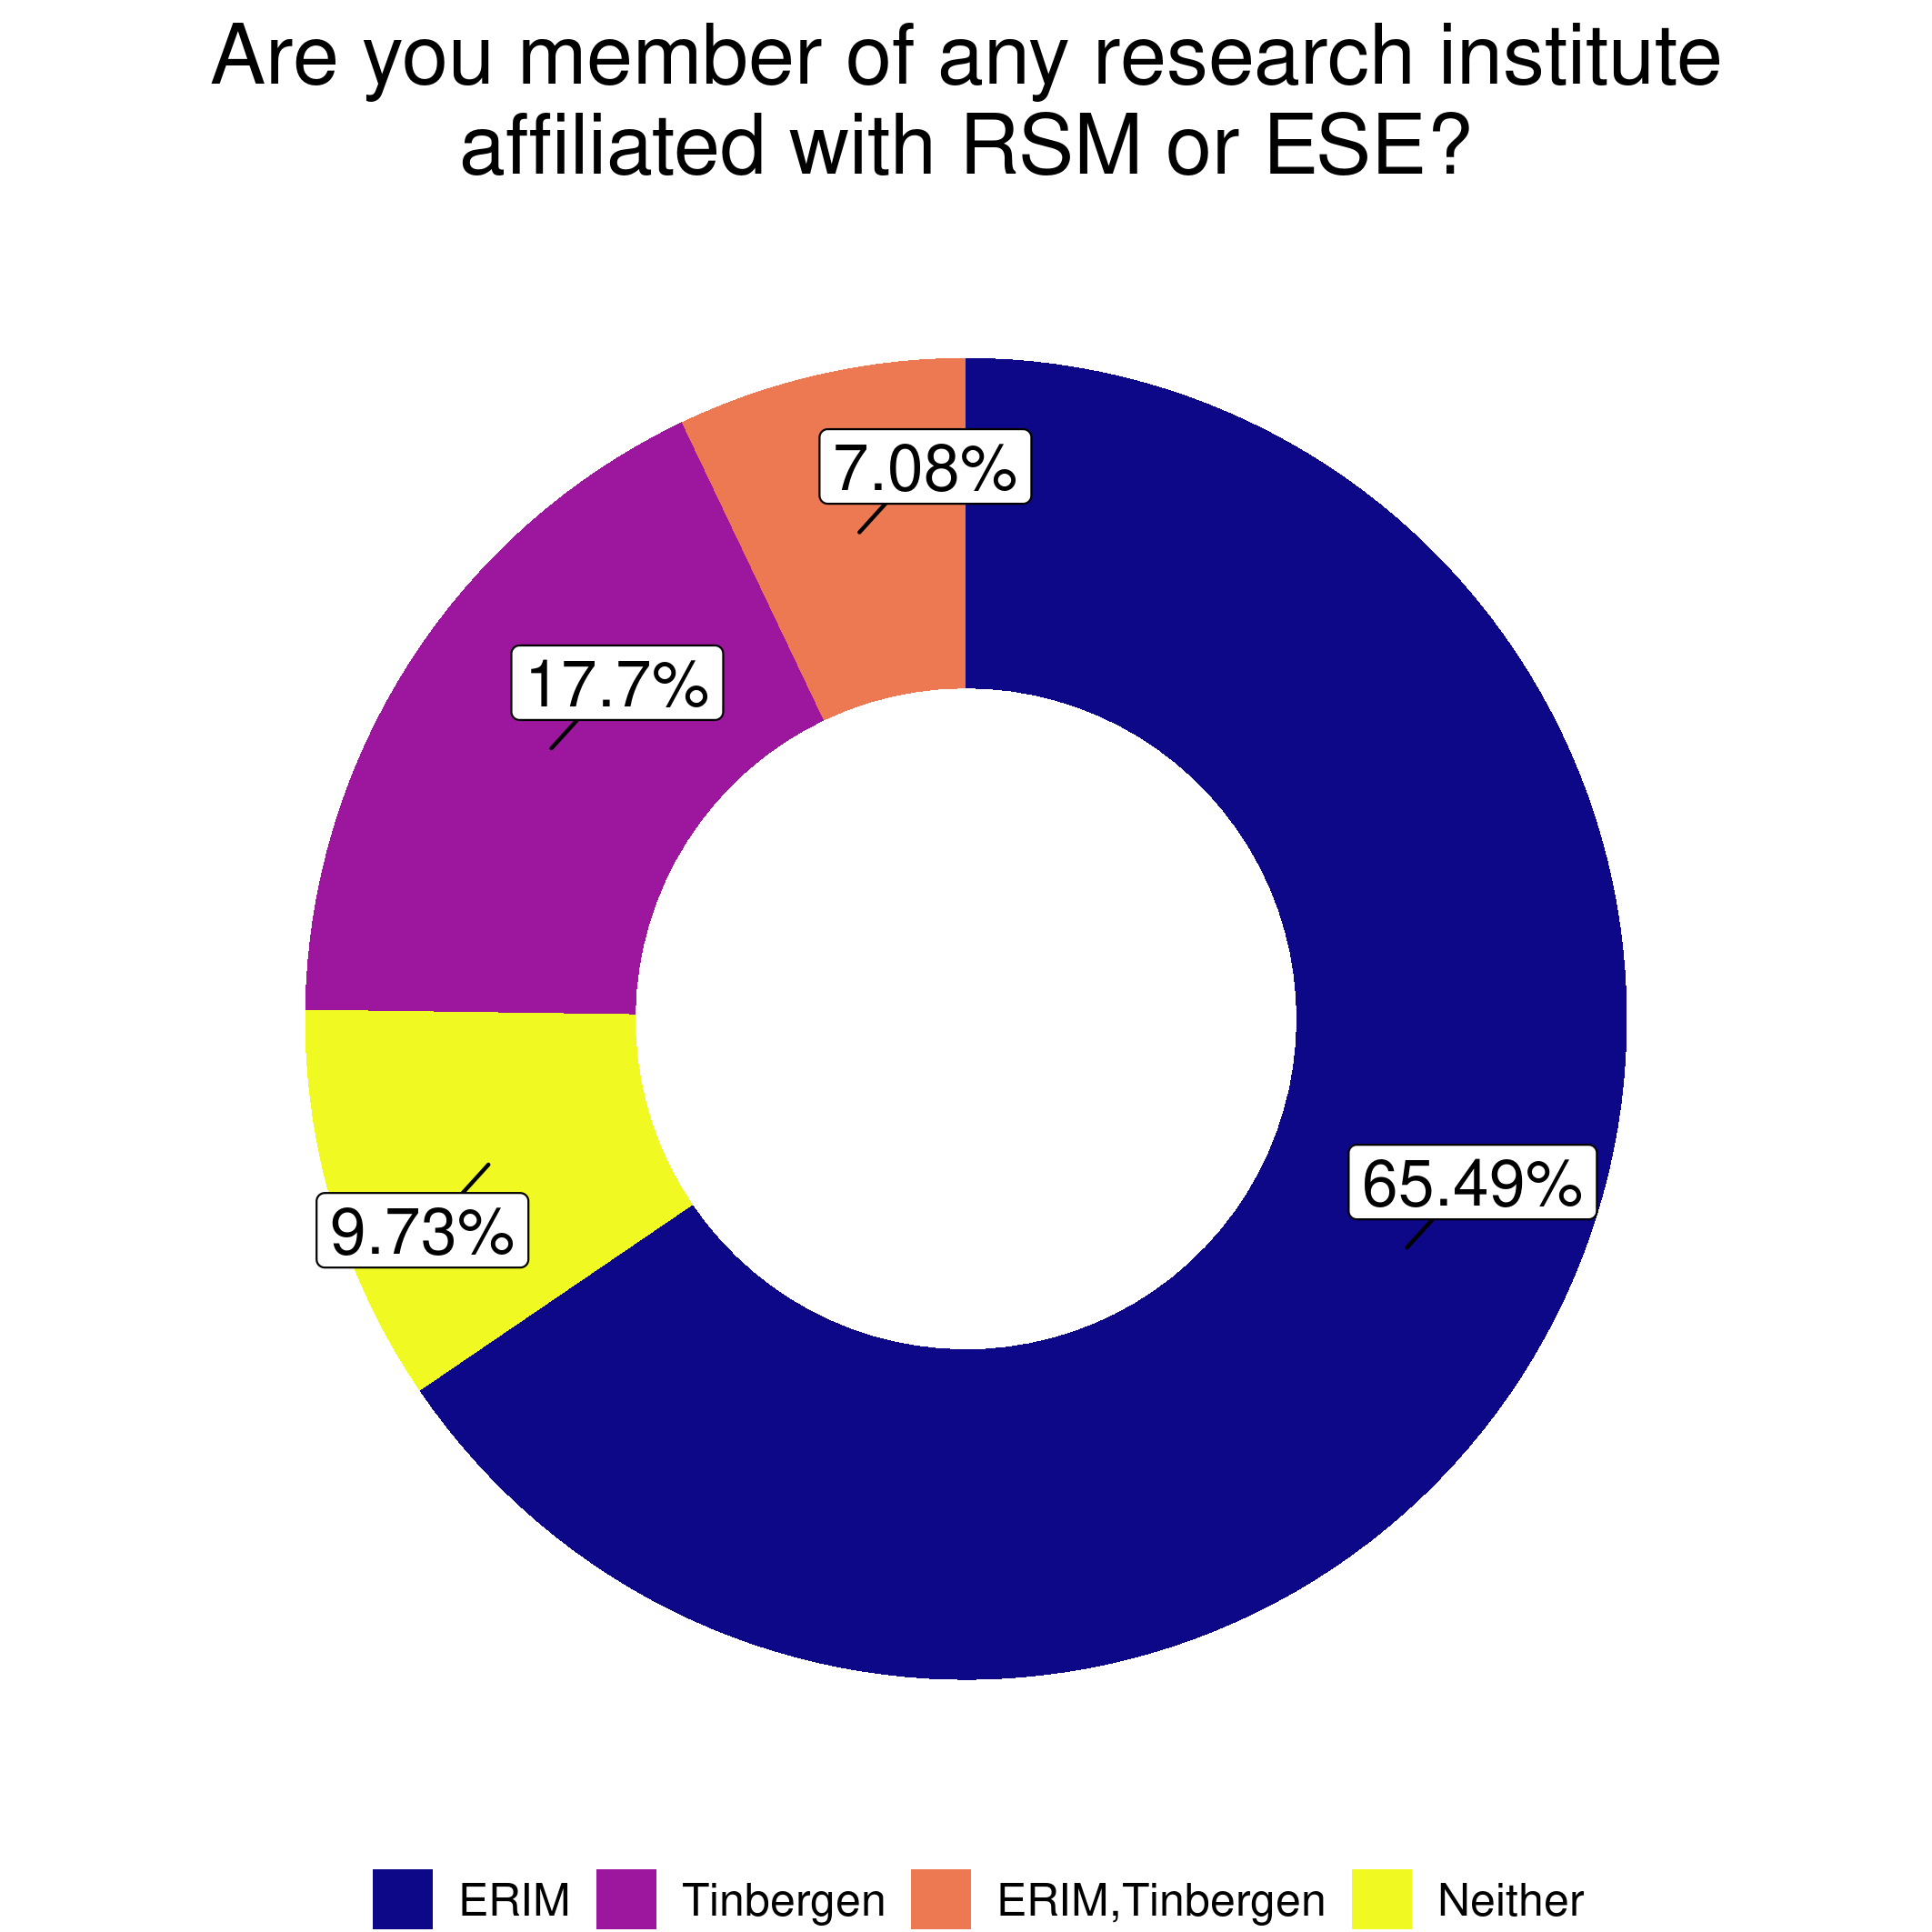 Are you member of any research institute
affiliated with RSM or ESE?
7.08%
17.7%
65.49%
9.73%
ERIM Tinbergen ERIM,Tinbergen Neither